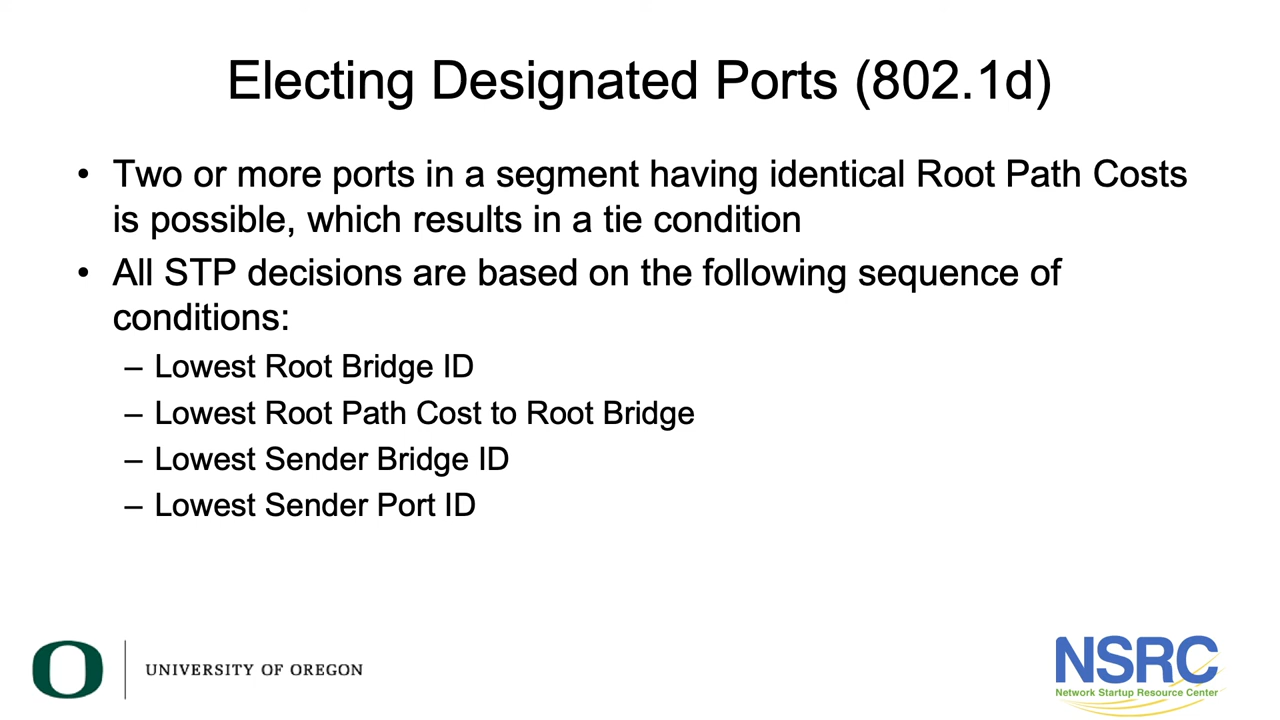 Electing Designated Ports (802.1d)
• Two or more ports in a segment having identical Root Path Costs
is possible, which results in a tie condition
• All STP decisions are based on the following sequence of
conditions:
– Lowest Root Bridge ID
– Lowest Root Path Cost to Root Bridge
– Lowest Sender Bridge ID
– Lowest Sender Port ID
O
UNIVERSITY OF OREGON
NSRC
Network Startup Resource Center